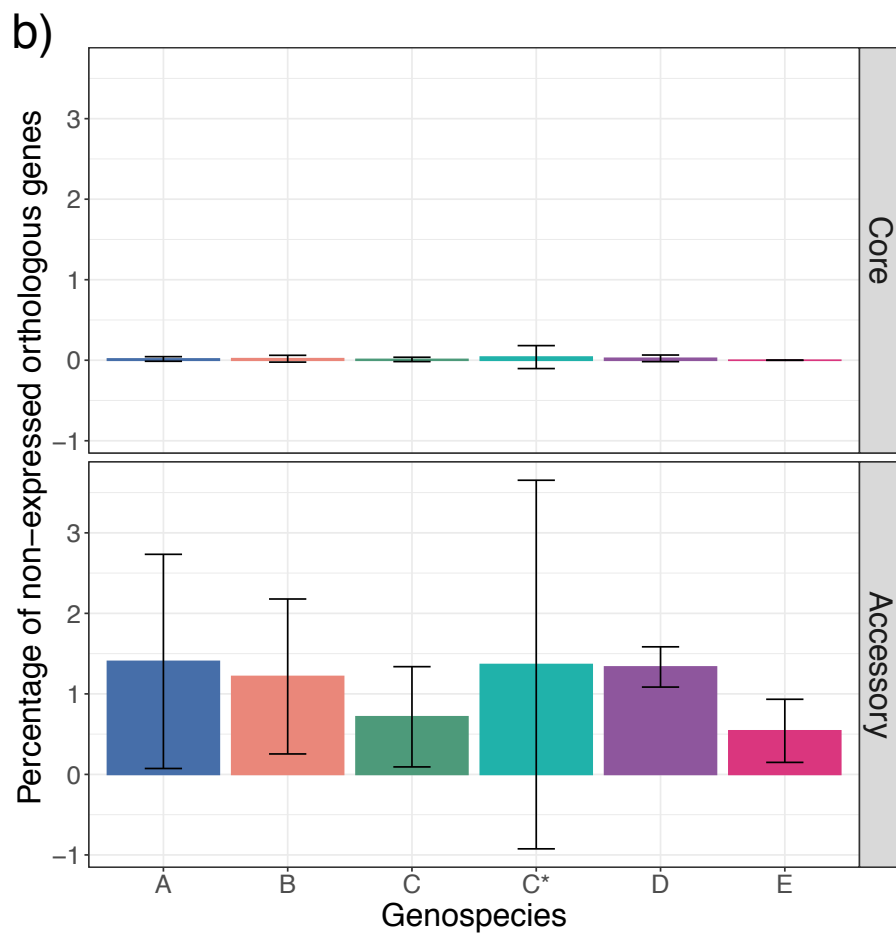 b)
Percentage of non−expressed orthologous genes
3
2
1
0
−1
Core
3
2
1
0
−1
Accessory
A B C C* D E
Genospecies